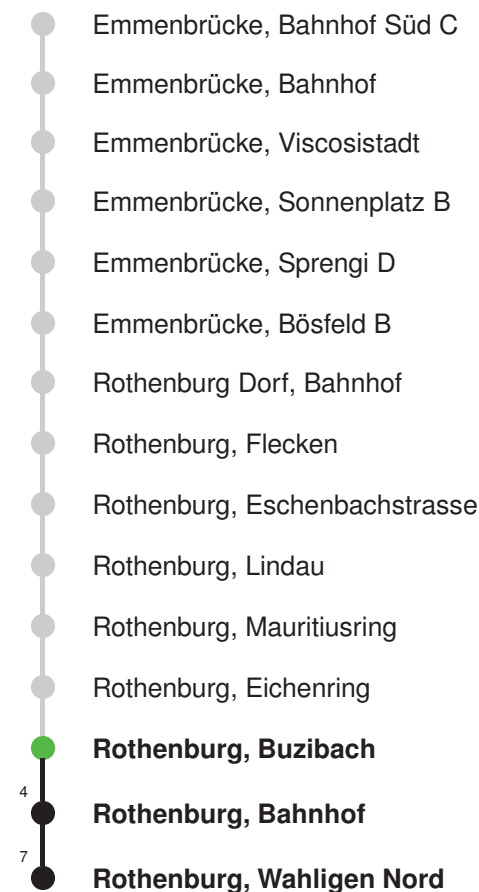 Emmenbrücke, Bahnhof Süd C
Emmenbrücke, Bahnhof
Emmenbrücke, Viscosistadt
Emmenbrücke, Sonnenplatz B
Emmenbrücke, Sprengi D
Emmenbrücke, Bösfeld B
Rothenburg Dorf, Bahnhof
Rothenburg, Flecken
Rothenburg, Eschenbachstrasse
Rothenburg, Lindau
Rothenburg, Mauritiusring
Rothenburg, Eichenring
Rothenburg, Buzibach
4 Rothenburg, Bahnhof
7 Rothenburg, Wahligen Nord